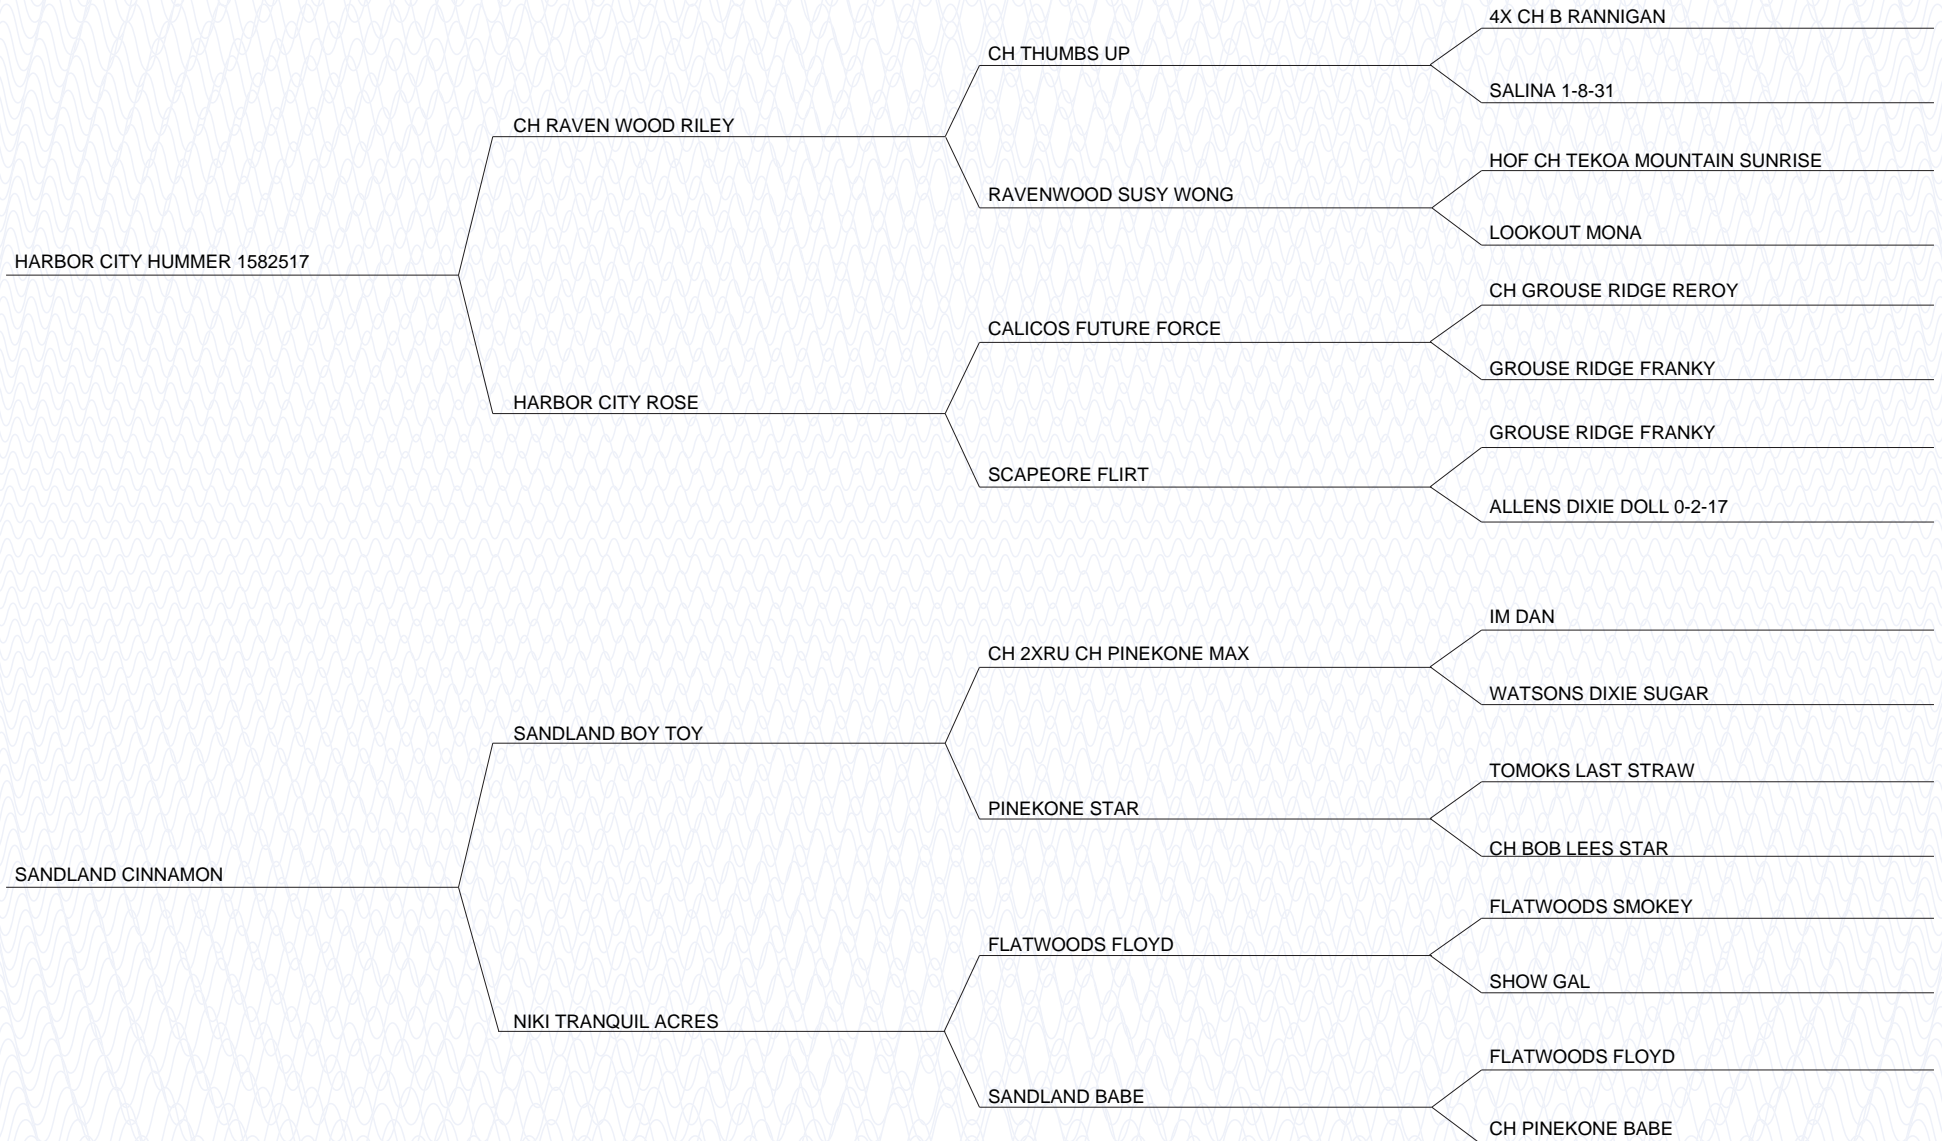 4X CH B RANNIGAN
CH THUMBS UP
SALINA 1-8-31
CH RAVEN WOOD RILEY
HOF CH TEKOA MOUNTAIN SUNRISE
RAVENWOOD SUSY WONG
LOOKOUT MONA
HARBOR CITY HUMMER 1582517
CH GROUSE RIDGE REROY
CALICOS FUTURE FORCE
GROUSE RIDGE FRANKY
HARBOR CITY ROSE
GROUSE RIDGE FRANKY
SCAPEORE FLIRT
ALLENS DIXIE DOLL 0-2-17
IM DAN
CH 2XRU CH PINEKONE MAX
WATSONS DIXIE SUGAR
SANDLAND BOY TOY
TOMOKS LAST STRAW
PINEKONE STAR
CH BOB LEES STAR
SANDLAND CINNAMON
FLATWOODS SMOKEY
FLATWOODS FLOYD
SHOW GAL
NIKI TRANQUIL ACRES
FLATWOODS FLOYD
SANDLAND BABE
CH PINEKONE BABE